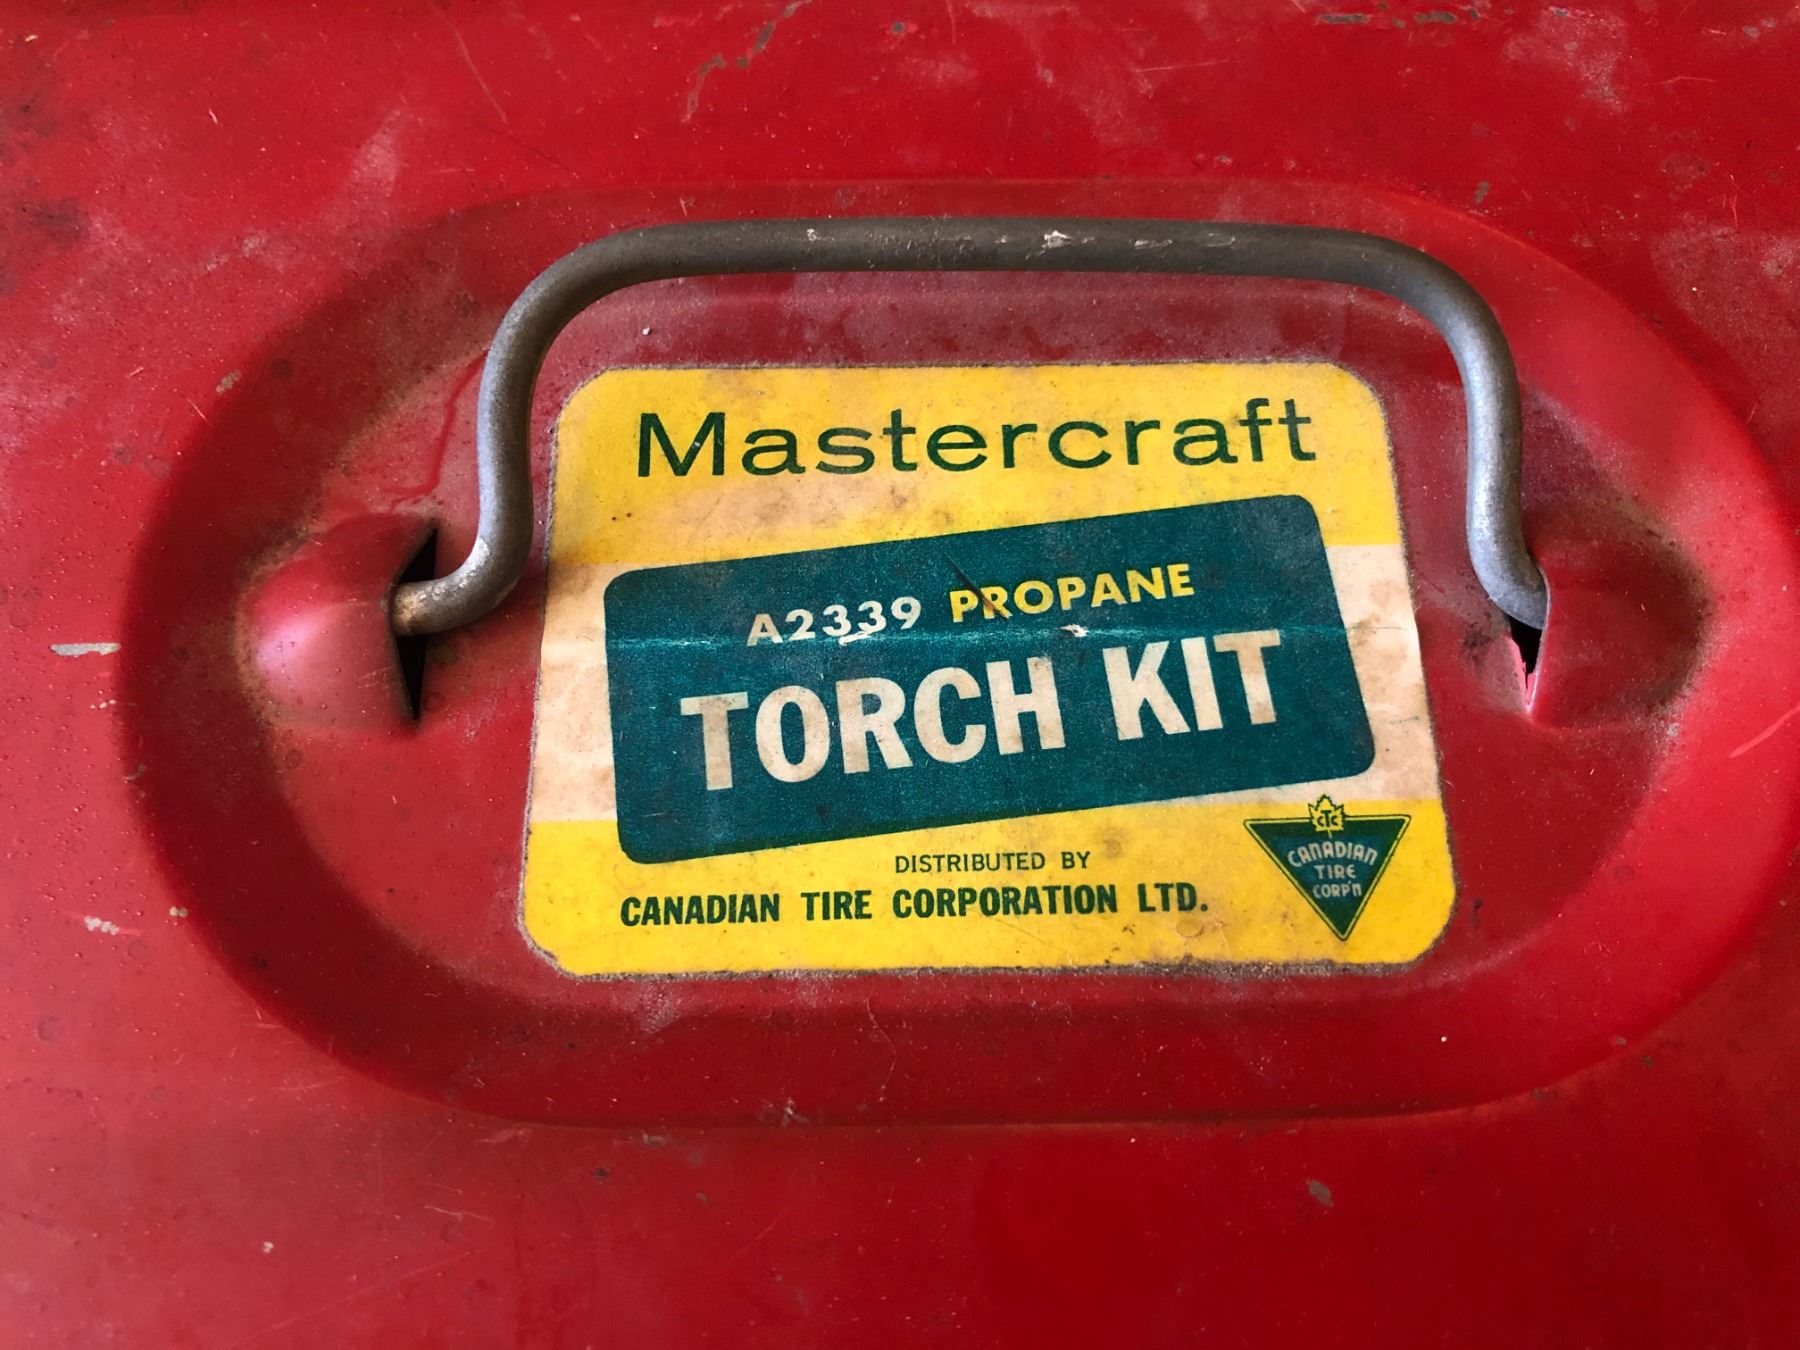 Mastercraft
A2339 PROPANE
TORCH KIT
DISTRIBUTED BY
CANADIAN TIRE CORPORATION LTD.
CTC
CANADIAN
TIRE
CORP'N